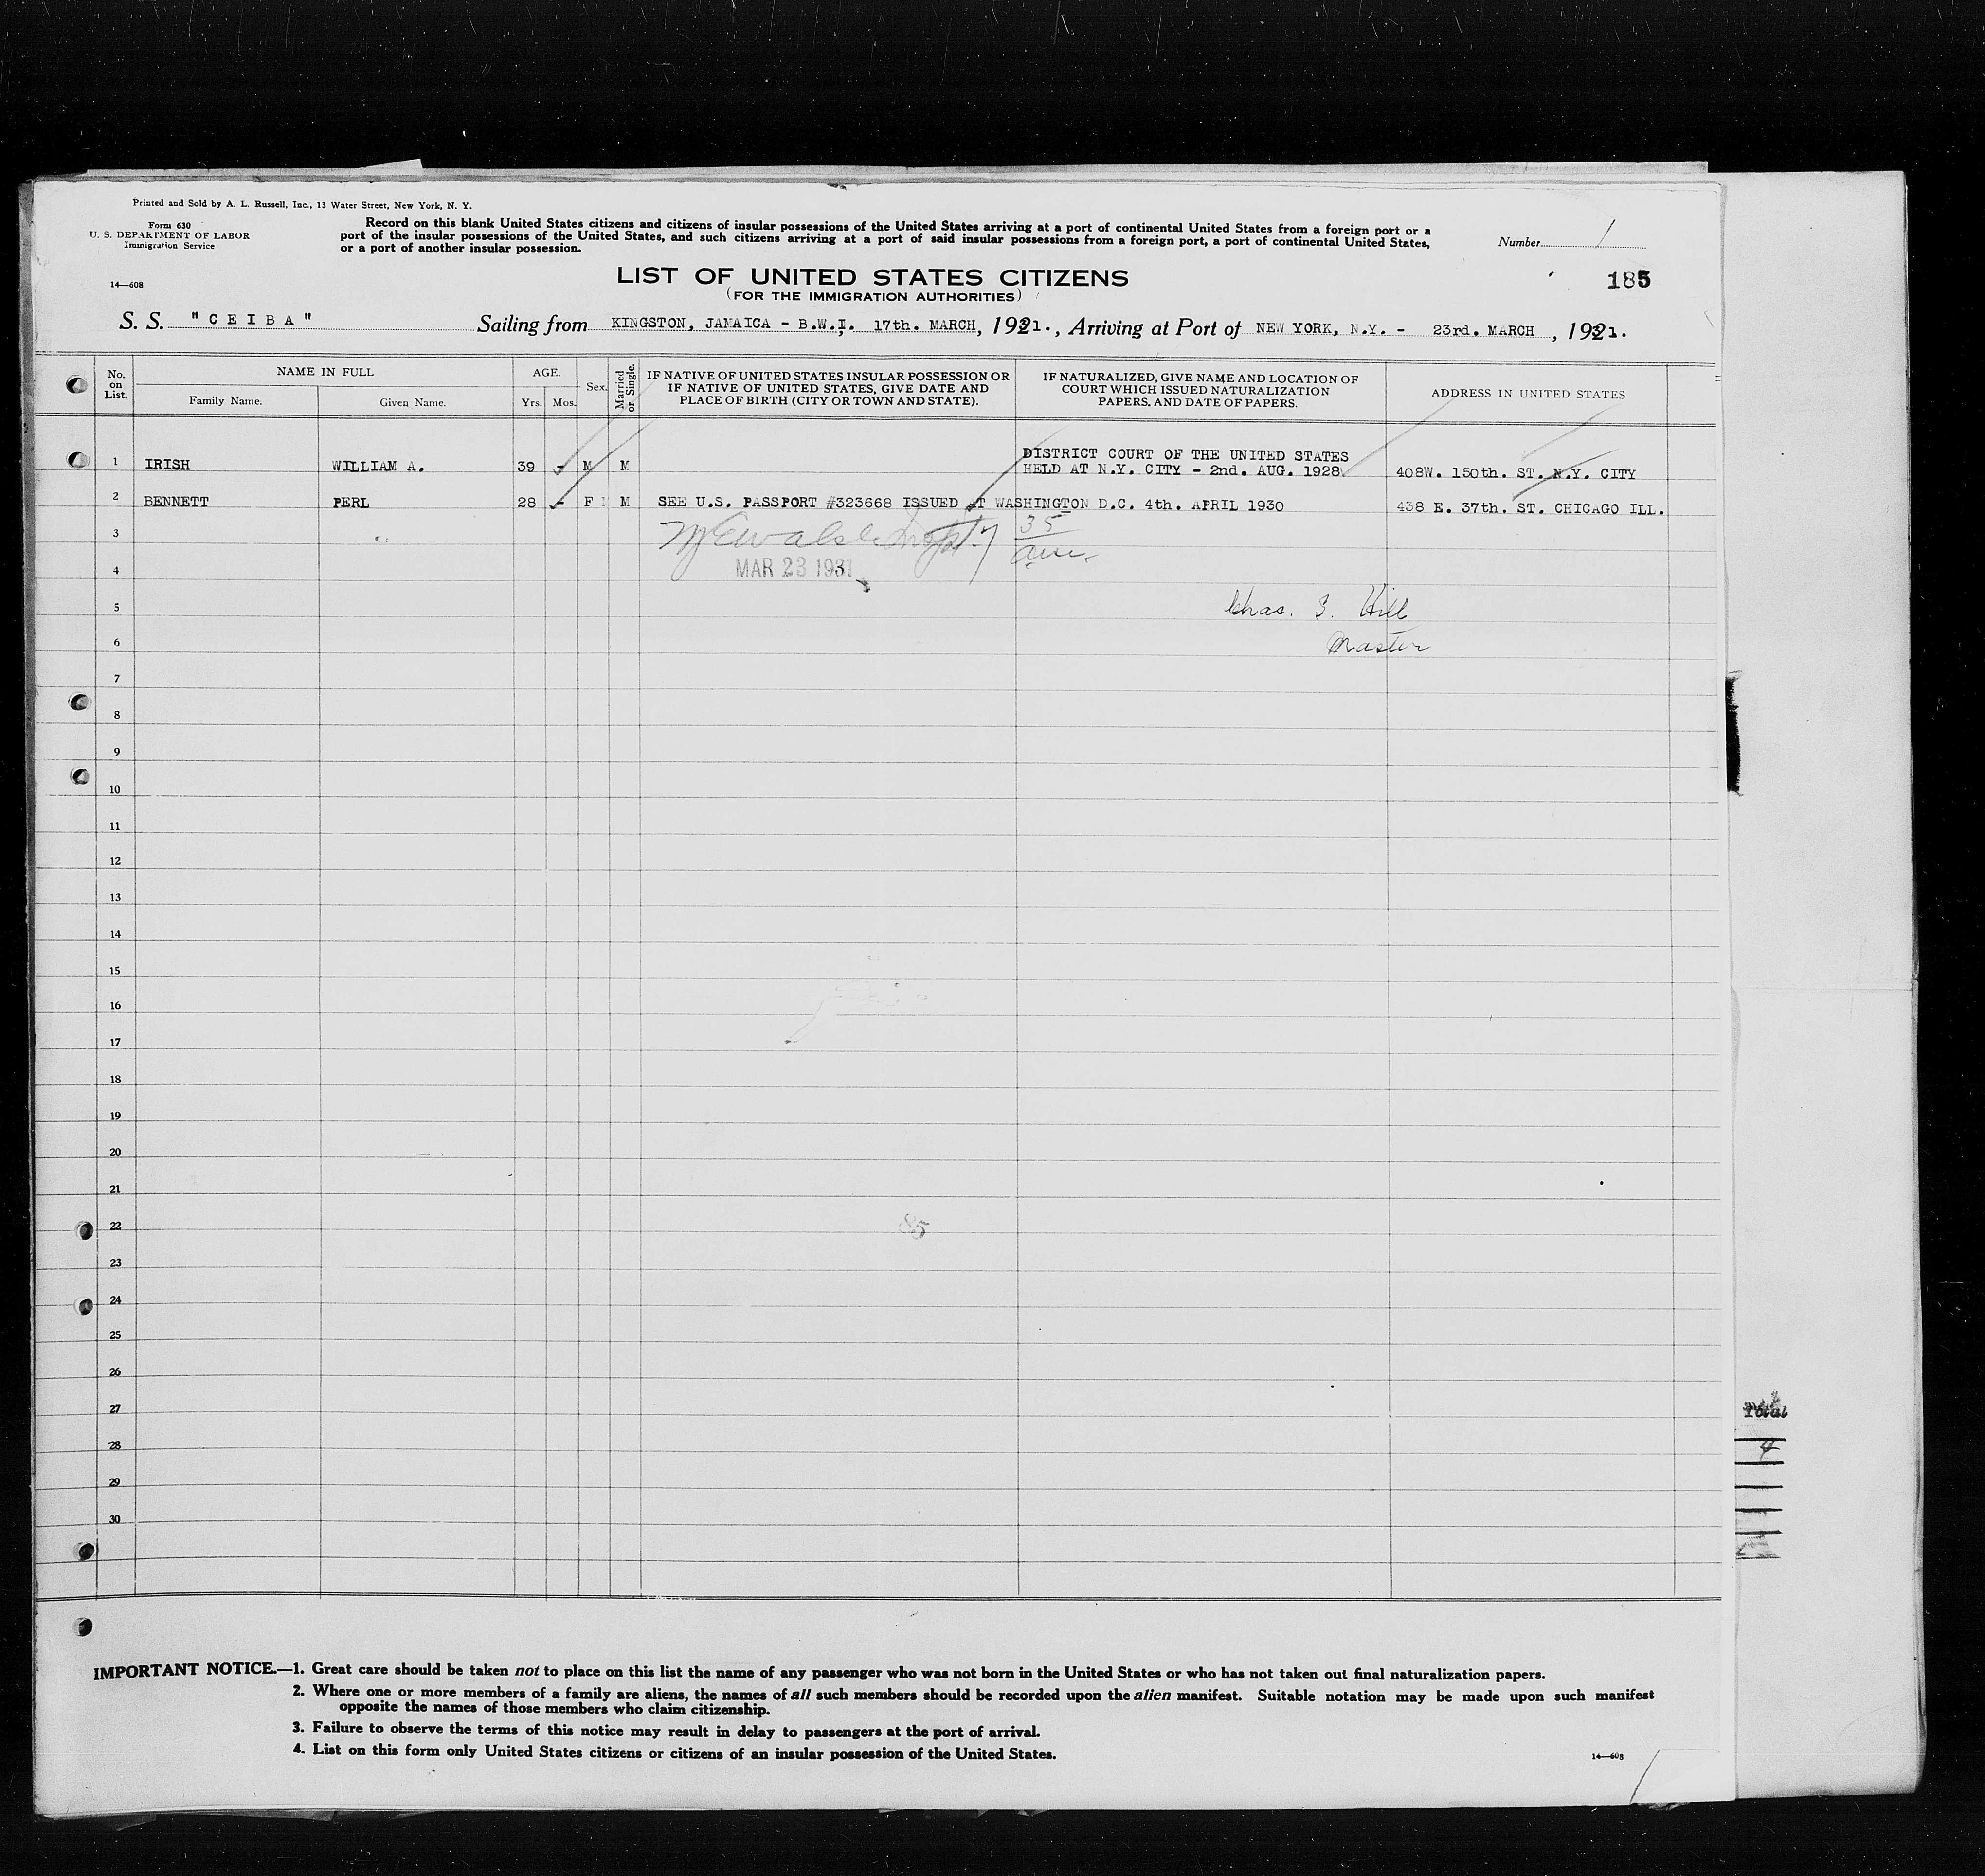 Printed and Sold by A. L. Russell, Inc., 13 Water Street, New York, N. Y.
Form 630
U. S. DEPARTMENT OF LABOR
Immigration Service
14—608
Record on this blank United States citizens and citizens of insular possessions of the United States arriving at a port of continental United States from a foreign port or a
port of the insular possessions of the United States, and such citizens arriving at a port of said insular possessions from a foreign port, a port of continental United States,
or a port of another insular possession.
Number 1
185
LIST OF UNITED STATES CITIZENS
(FOR THE IMMIGRATION AUTHORITIES)
S. S. "CEIBA" Sailing from KINGSTON, JAMAICA - B.W.I. 17th. MARCH, 1931., Arriving at Port of NEW YORK, N.Y. - 23rd. MARCH, 1931.
No. on List. NAME IN FULL AGE. Sex. Married or Single. IF NATIVE OF UNITED STATES INSULAR POSSESSION OR IF NATIVE OF UNITED STATES, GIVE DATE AND PLACE OF BIRTH (CITY OR TOWN AND STATE). IF NATURALIZED, GIVE NAME AND LOCATION OF COURT WHICH ISSUED NATURALIZATION PAPERS, AND DATE OF PAPERS. ADDRESS IN UNITED STATES
Family Name. Given Name. Yrs. Mos.
1 IRISH WILLIAM A. 39 - M M DISTRICT COURT OF THE UNITED STATES HELD AT N.Y. CITY - 2nd. AUG. 1928 408W. 150th. ST. N.Y. CITY
2 BENNETT PERL 28 - F M SEE U.S. PASSPORT #323668 ISSUED AT WASHINGTON D.C. 4th. APRIL 1930 438 E. 37th. ST. CHICAGO ILL.
3 35
4 MAR 23 1931
5 Chas. S. Hill
6 Master
7
8
9
10
11
12
13
14
15
16
17
18
19
20
21
22 85
23
24
25
26
27
28
29
30
Total
4
IMPORTANT NOTICE.—1. Great care should be taken not to place on this list the name of any passenger who was not born in the United States or who has not taken out final naturalization papers.
2. Where one or more members of a family are aliens, the names of all such members should be recorded upon the alien manifest. Suitable notation may be made upon such manifest
opposite the names of those members who claim citizenship.
3. Failure to observe the terms of this notice may result in delay to passengers at the port of arrival.
4. List on this form only United States citizens or citizens of an insular possession of the United States.
14—608